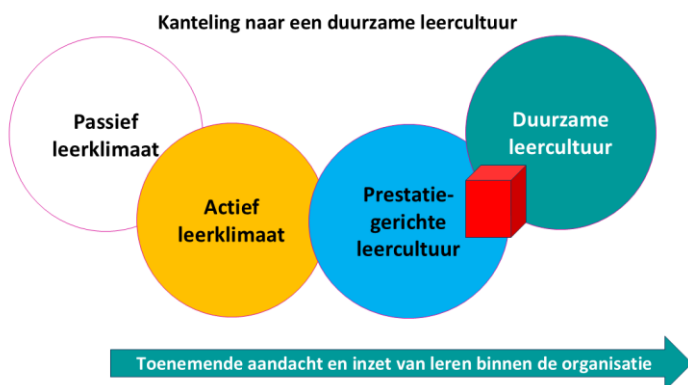 Kanteling naar een duurzame leercultuur
Passief
leerklimaat
Actief
leerklimaat
Prestatie-
gerichte
leercultuur
Duurzame
leercultuur
Toenemende aandacht en inzet van leren binnen de organisatie